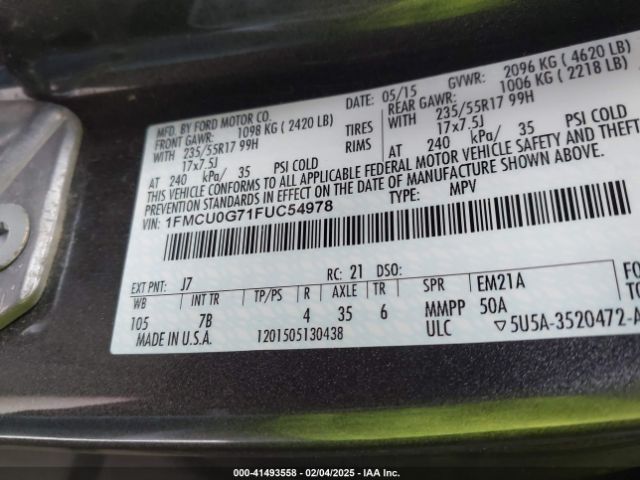 MFD. BY FORD MOTOR CO.
DATE: 05/15 GVWR: 2096 KG ( 4620 LB)
FRONT GAWR: 1098 KG ( 2420 LB) REAR GAWR: 1006 KG ( 2218 LB)
WITH 235/55R17 99H TIRES WITH 235/55R17 99H
17x7.5J RIMS 17x7.5J
AT 240 kPa/ 35 PSI COLD AT 240 kPa/ 35 PSI COLD
THIS VEHICLE CONFORMS TO ALL APPLICABLE FEDERAL MOTOR VEHICLE SAFETY AND THEFT
PREVENTION STANDARDS IN EFFECT ON THE DATE OF MANUFACTURE SHOWN ABOVE.
VIN: 1FMCU0G71FUC54978 TYPE: MPV
EXT PNT: J7 RC: 21 DSO:
WB INT TR TP/PS R AXLE TR SPR EM21A
105 7B 4 35 6 MMPP 50A
MADE IN U.S.A. 1201505130438 ULC ▽5U5A-3520472-A
FO
TO
00-41493558 - 02/04/2025 - IAA Inc.